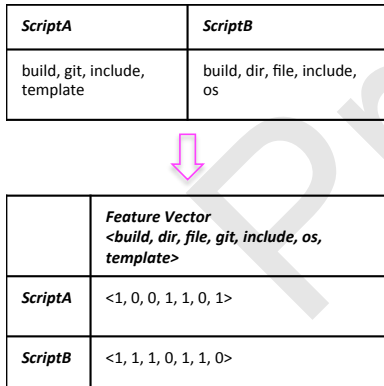 ScriptA
ScriptB
build, git, include,
template
build, dir, file, include,
os
Feature Vector
<build, dir, file, git, include, os,
template>
ScriptA
<1, 0, 0, 1, 1, 0, 1>
ScriptB
<1, 1, 1, 0, 1, 1, 0>